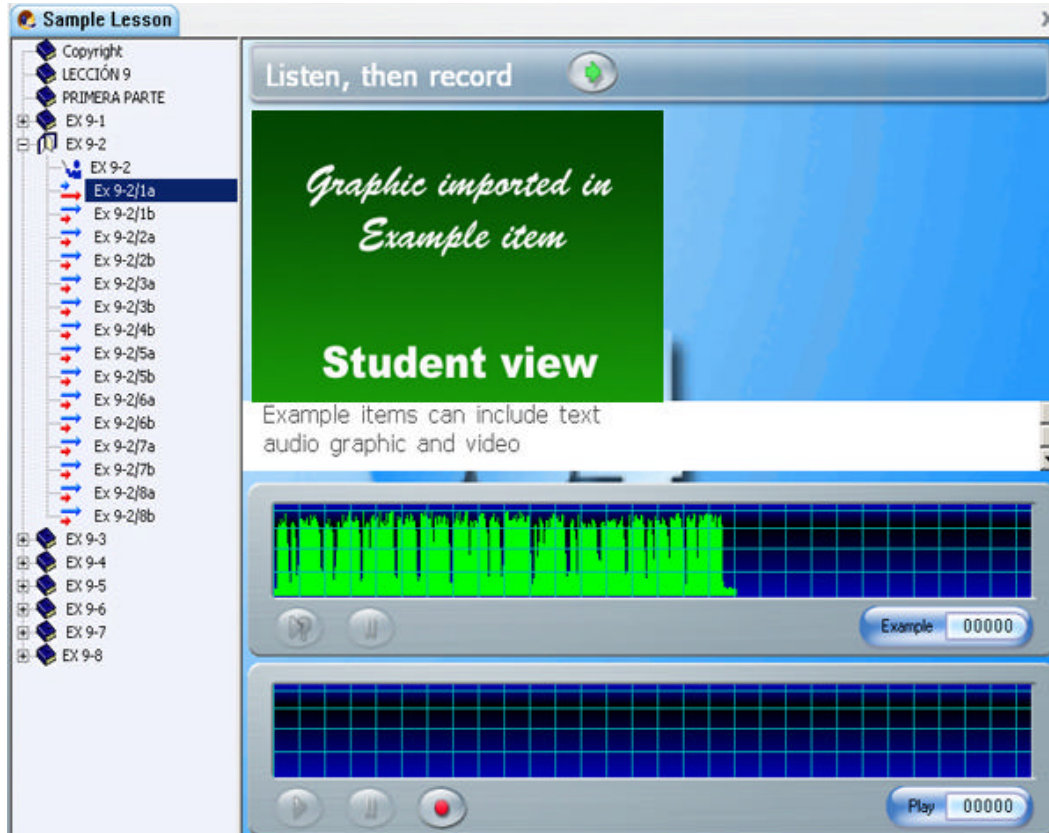 Sample Lesson
Copyright
LECCIÓN 9
PRIMERA PARTE
EX 9-1
EX 9-2
EX 9-2
Ex 9-2/1a
Ex 9-2/1b
Ex 9-2/2a
Ex 9-2/2b
Ex 9-2/3a
Ex 9-2/3b
Ex 9-2/4b
Ex 9-2/5a
Ex 9-2/5b
Ex 9-2/6a
Ex 9-2/6b
Ex 9-2/7a
Ex 9-2/7b
Ex 9-2/8a
Ex 9-2/8b
EX 9-3
EX 9-4
EX 9-5
EX 9-6
EX 9-7
EX 9-8
Listen, then record
Graphic imported in
Example item
Student view
Example items can include text
audio graphic and video
Example 00000
Play 00000